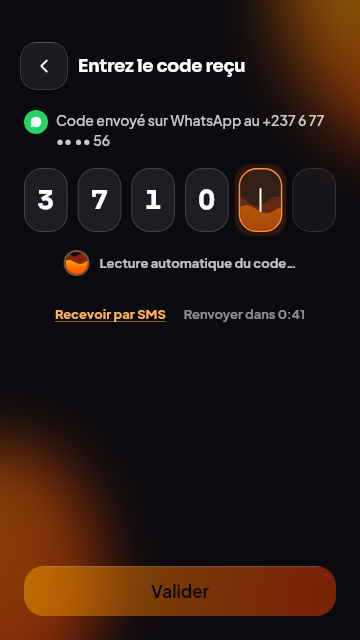 Entrez le code reçu
Code envoyé sur WhatsApp au +237 6 77
•• •• 56
3 7 1 0
Lecture automatique du code...
Recevoir par SMS Renvoyer dans 0:41
Valider